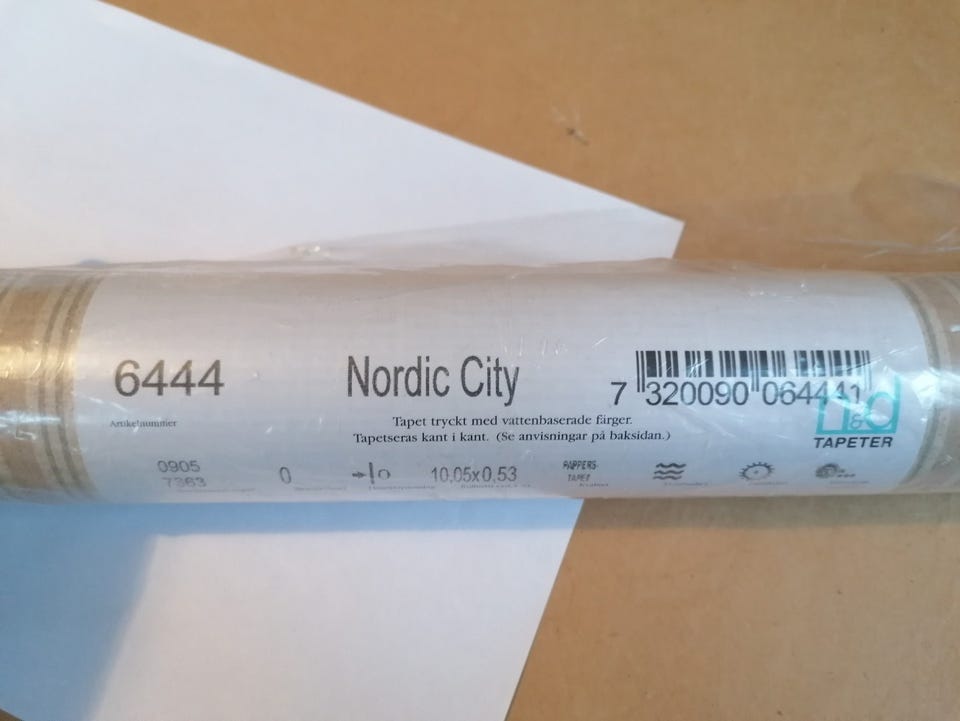 6444
Nordic City
7 320090 064441
Artikelnummer
Tapet tryckt med vattenbaserade färger.
Tapetseras kant i kant. (Se anvisningar på baksidan.)
TAPETER
0905
7363
0
10,05x0,53
PAPPERS-
TAPET